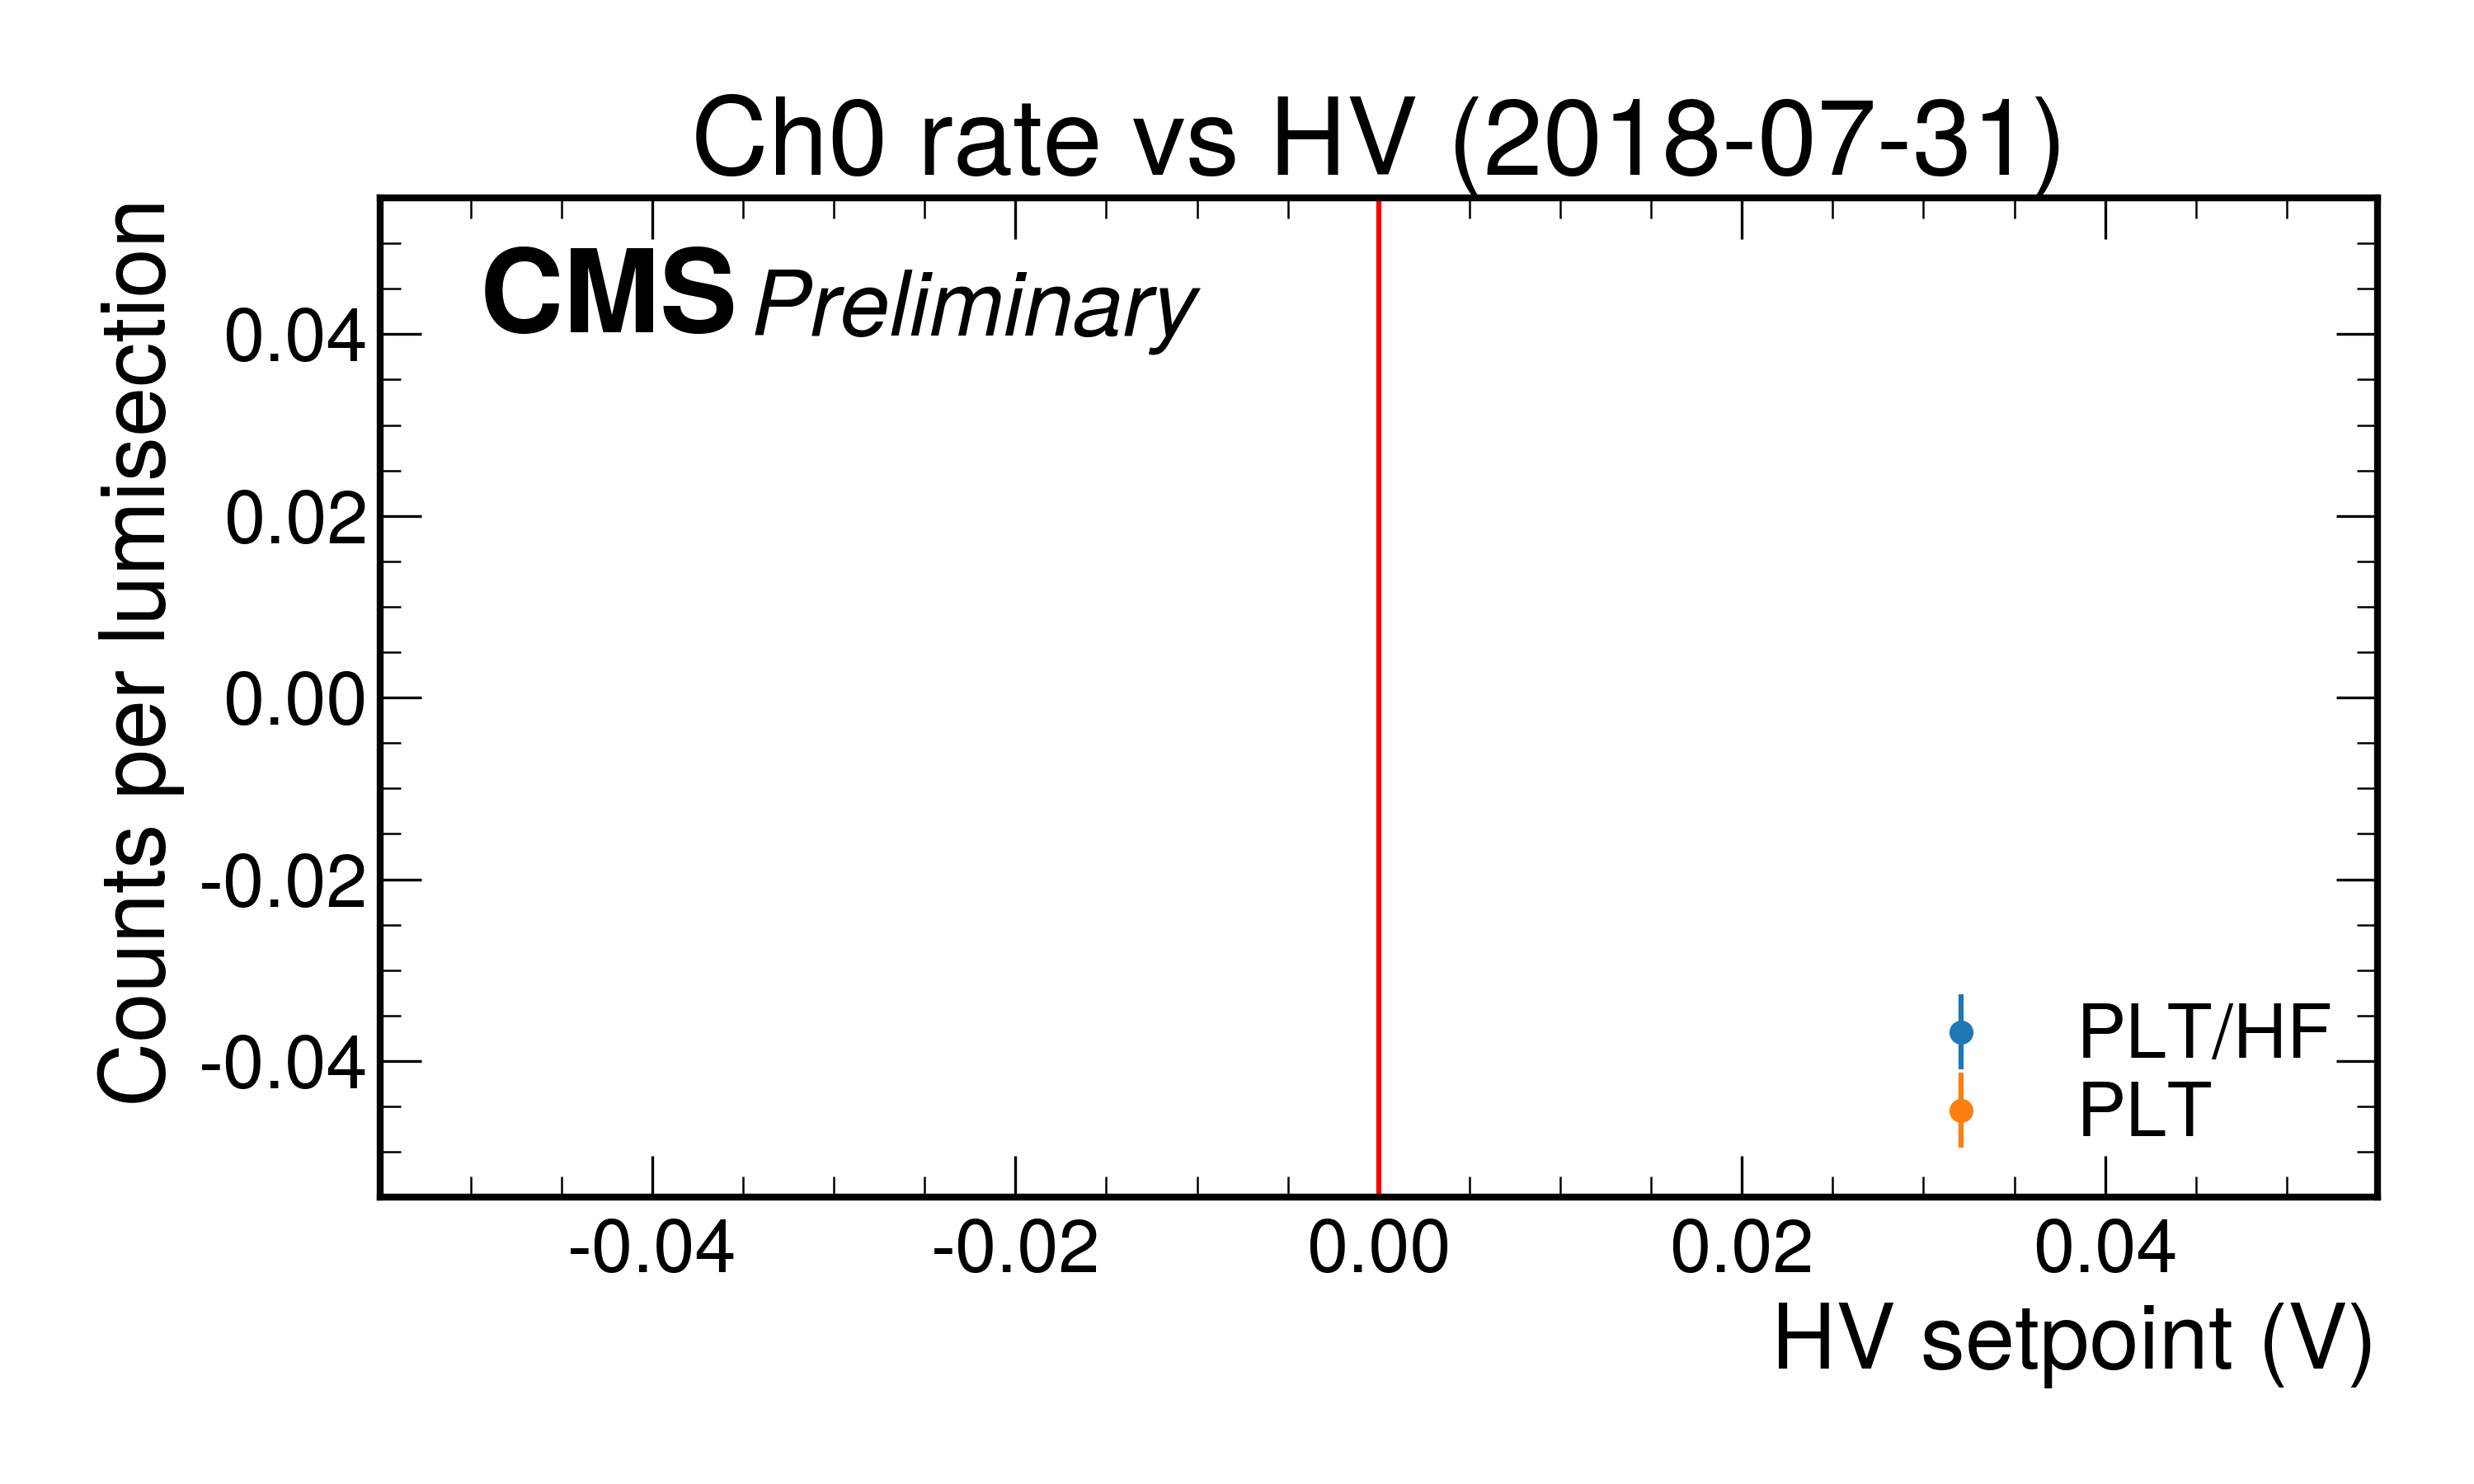 Ch0 rate vs HV (2018-07-31)
CMS Preliminary
Counts per lumisection
0.04
0.02
0.00
-0.02
-0.04
PLT/HF
PLT
-0.04 -0.02 0.00 0.02 0.04
HV setpoint (V)